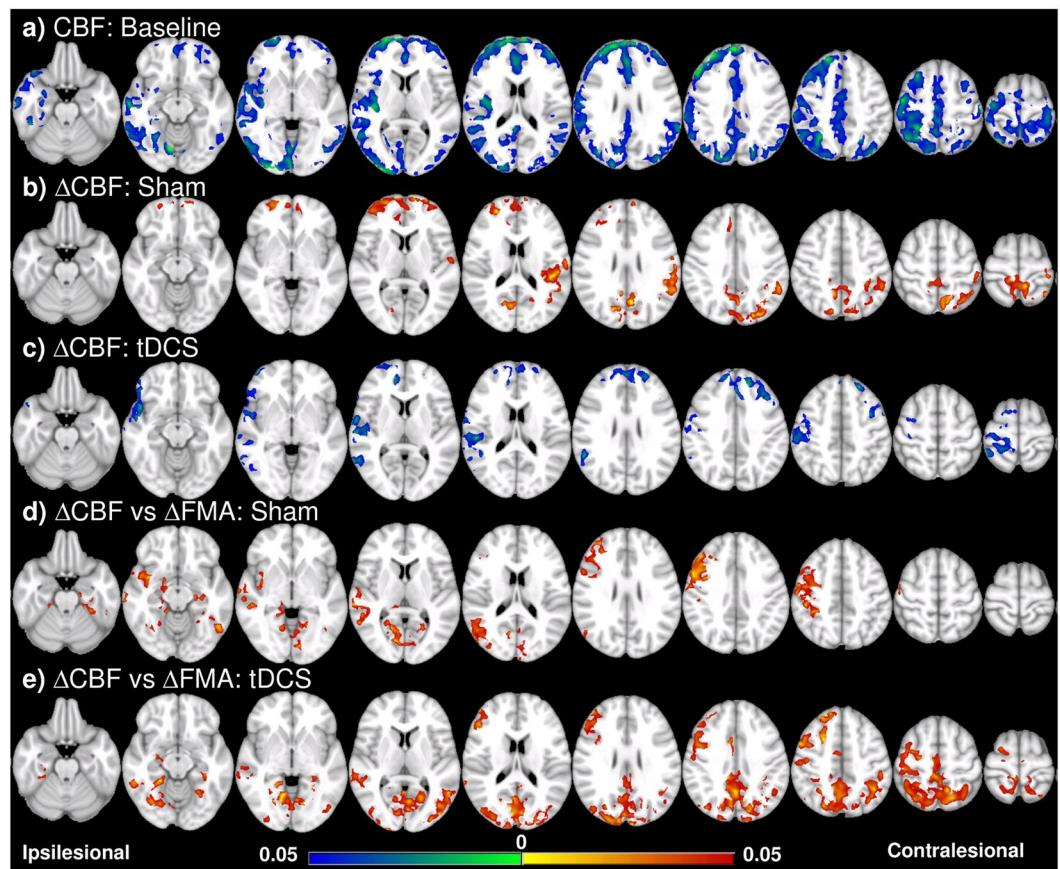 a) CBF: Baseline
b) ΔCBF: Sham
c) ΔCBF: tDCS
d) ΔCBF vs ΔFMA: Sham
e) ΔCBF vs ΔFMA: tDCS
Ipsilesional 0.05 0 0.05 Contralesional